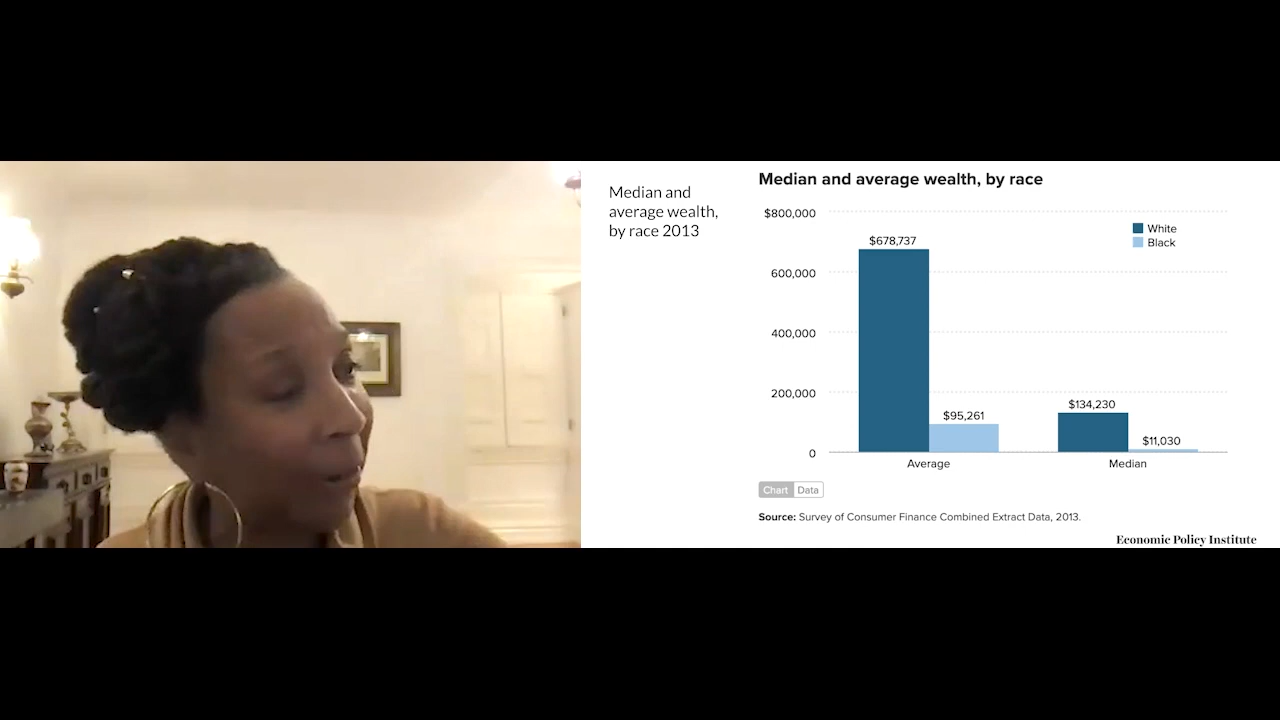 Median and
average wealth,
by race 2013
Median and average wealth, by race
$800,000
600,000
400,000
200,000
0
White
Black
$678,737
$95,261
$134,230
$11,030
Average
Median
Chart Data
Source: Survey of Consumer Finance Combined Extract Data, 2013.
Economic Policy Institute